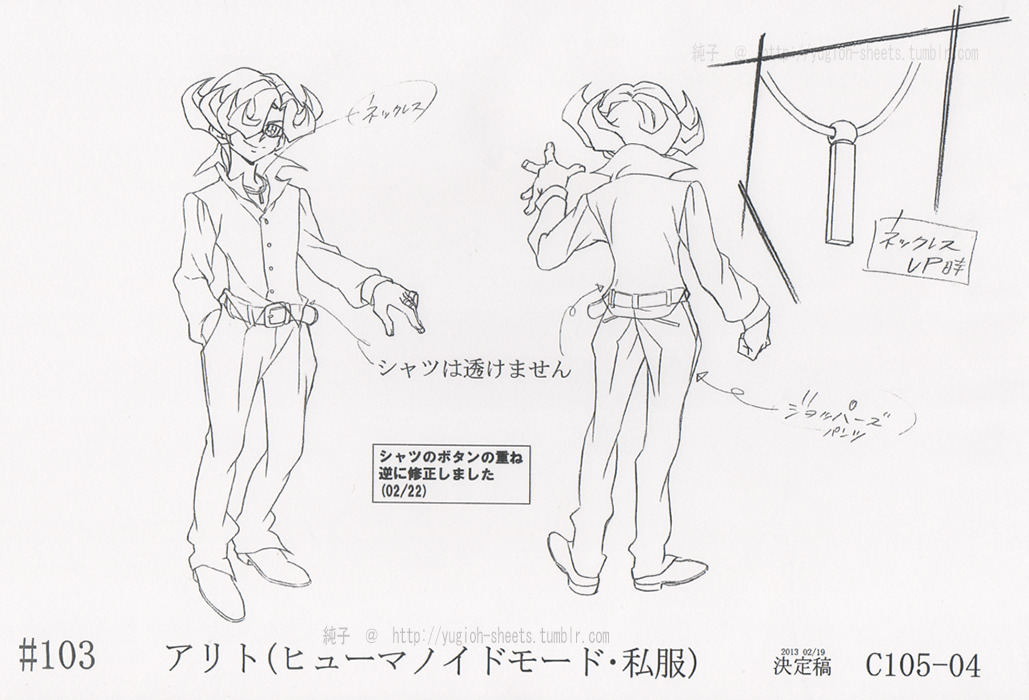 純子 @ http://yugioh-sheets.tumblr.com
ネックレス
ネックレス
UP時
シャツは透けません
ジョッパーズ
パンツ
シャツのボタンの重ね
逆に修正しました
(02/22)
純子 @ http://yugioh-sheets.tumblr.com
#103
アリト(ヒューマノイドモード・私服)
2013 02/19
決定稿
C105-04